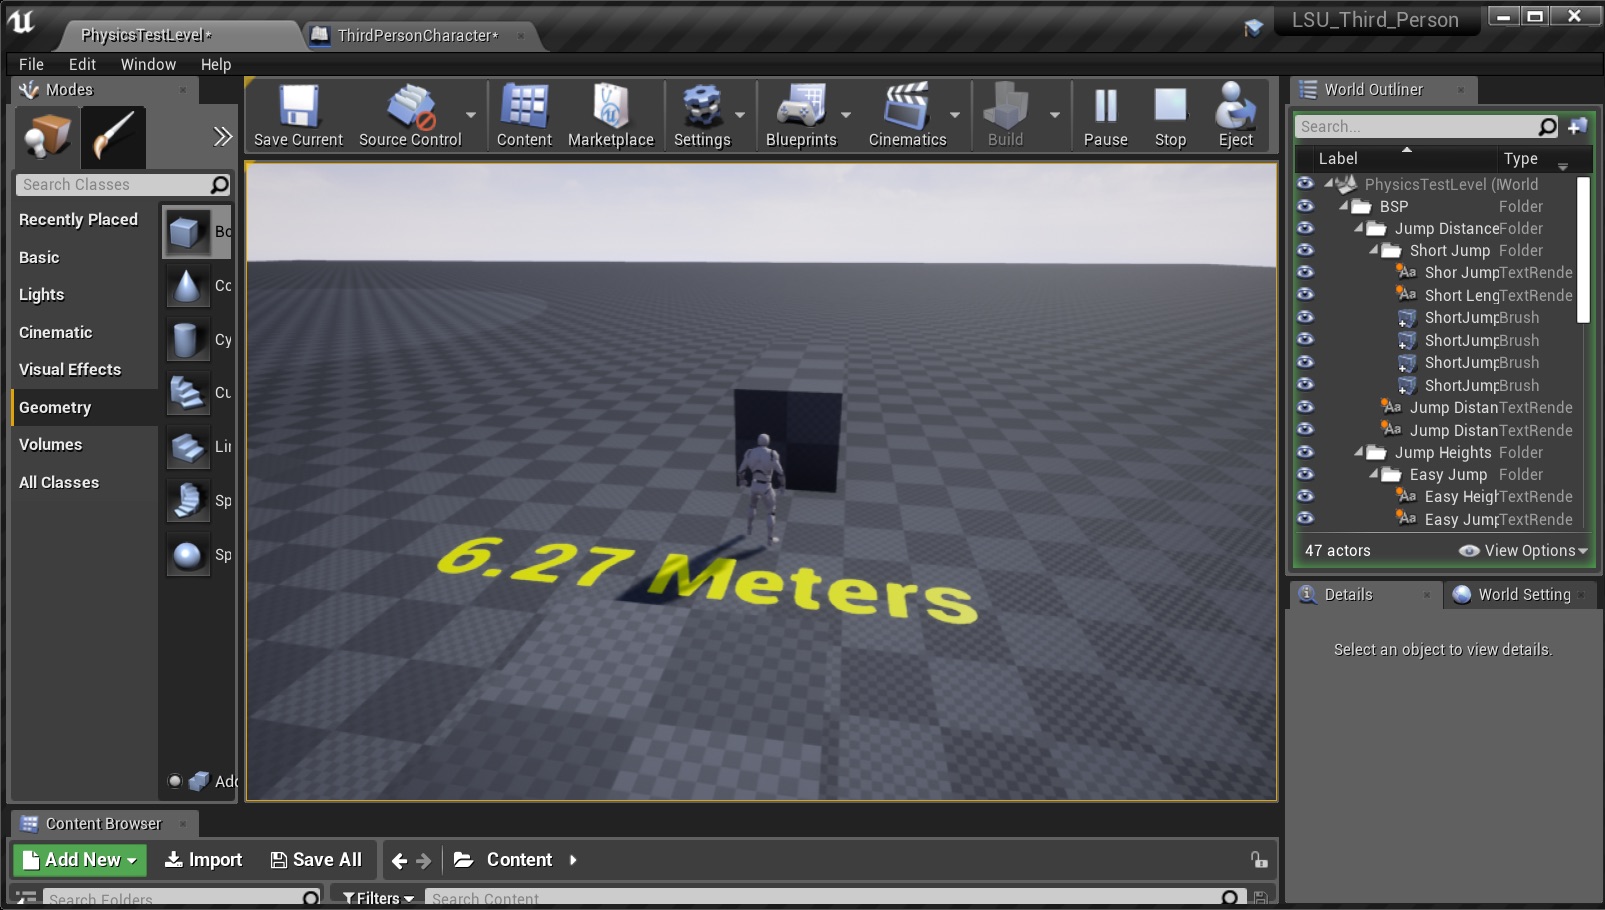 PhysicsTestLevel*
ThirdPersonCharacter*
LSU_Third_Person
File Edit Window Help
Modes
Search Classes
Recently Placed
Basic
Lights
Cinematic
Visual Effects
Geometry
Volumes
All Classes
Bo
Co
Cy
Cu
Lin
Sp
Sp
Add
Save Current Source Control Content Marketplace Settings Blueprints Cinematics Build Pause Stop Eject
6.27 Meters
World Outliner
Search...
Label Type
PhysicsTestLevel ( World
BSP Folder
Jump Distance Folder
Short Jump Folder
Shor Jump TextRende
Short Leng TextRende
ShortJump Brush
ShortJump Brush
ShortJump Brush
ShortJump Brush
Jump Distan TextRende
Jump Distan TextRende
Jump Heights Folder
Easy Jump Folder
Easy Heigh TextRende
Easy Jump TextRende
47 actors View Options
Details World Setting
Select an object to view details.
Content Browser
Add New Import Save All Content
Search Folders Filters Search Content